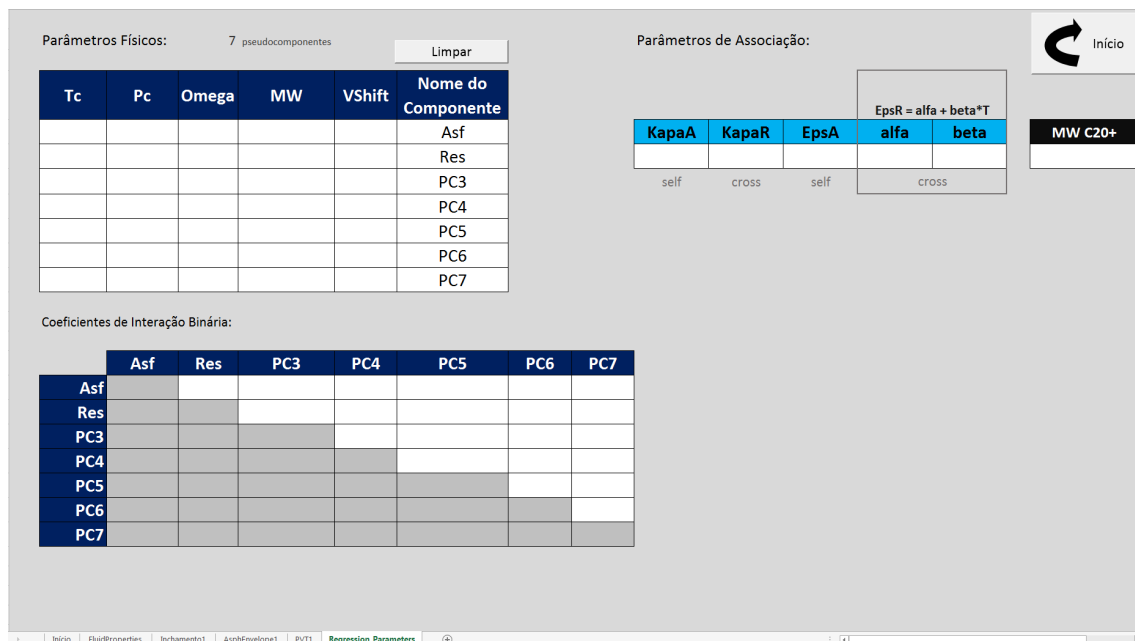 Parâmetros Físicos: 7 pseudocomponentes
Limpar
Parâmetros de Associação:
Início
Tc Pc Omega MW VShift Nome do Componente
Asf
Res
PC3
PC4
PC5
PC6
PC7
EpsR = alfa + beta*T
KapaA KapaR EpsA alfa beta
self cross self cross
MW C20+
Coeficientes de Interação Binária:
Asf Res PC3 PC4 PC5 PC6 PC7
Asf
Res
PC3
PC4
PC5
PC6
PC7
Início FluidProperties Inchamento1 AsphEnvelope1 PVT1 Regression_Parameters